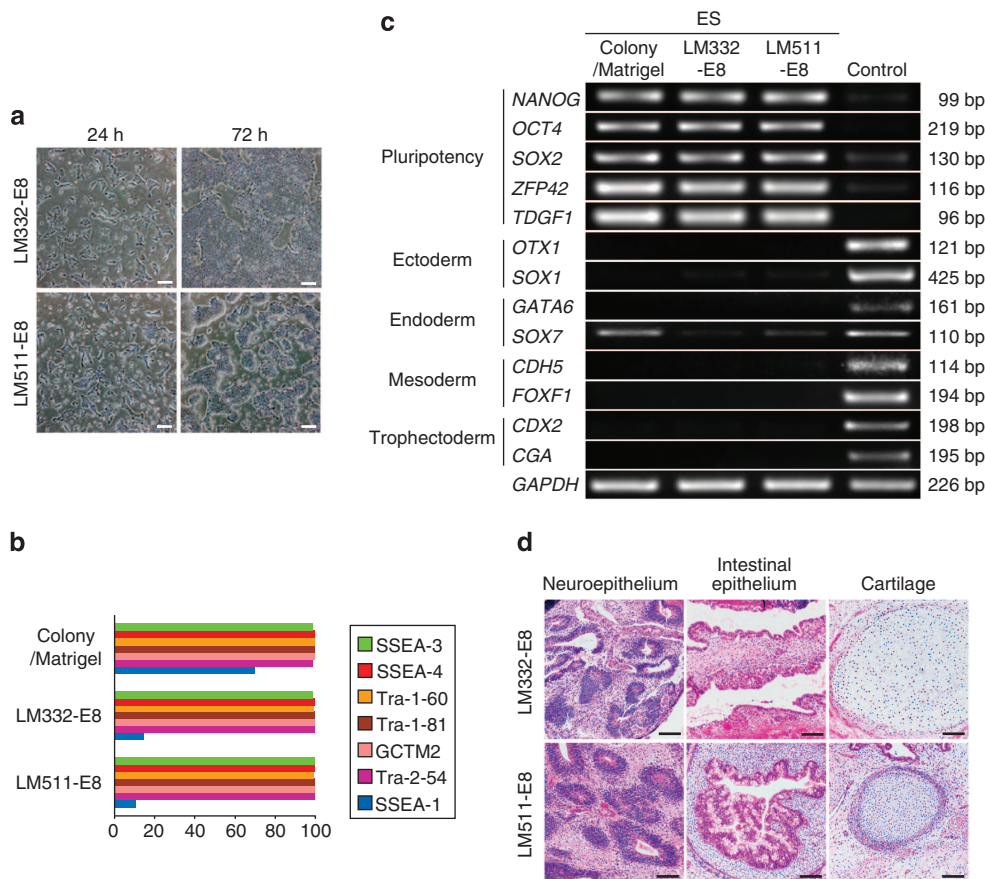 a
24 h 72 h
LM332-E8
LM511-E8
b
Colony
/Matrigel
LM332-E8
LM511-E8
0 20 40 60 80 100
SSEA-3
SSEA-4
Tra-1-60
Tra-1-81
GCTM2
Tra-2-54
SSEA-1
c
ES
Colony
/Matrigel
LM332
-E8
LM511
-E8
Control
Pluripotency
NANOG 99 bp
OCT4 219 bp
SOX2 130 bp
ZFP42 116 bp
TDGF1 96 bp
Ectoderm
OTX1 121 bp
SOX1 425 bp
Endoderm
GATA6 161 bp
SOX7 110 bp
Mesoderm
CDH5 114 bp
FOXF1 194 bp
Trophectoderm
CDX2 198 bp
CGA 195 bp
GAPDH 226 bp
d
Neuroepithelium
Intestinal
epithelium
Cartilage
LM332-E8
LM511-E8